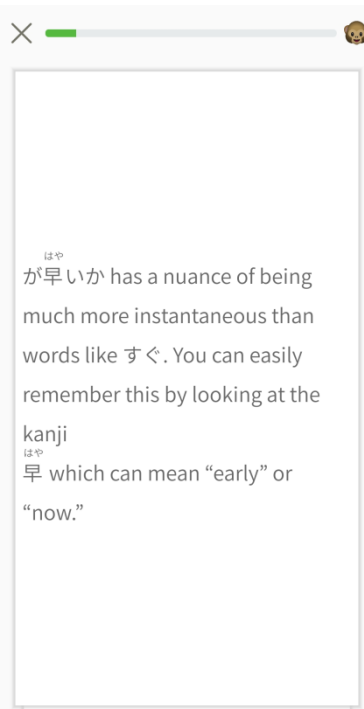 はや
が早いか has a nuance of being
much more instantaneous than
words like すぐ. You can easily
remember this by looking at the
kanji
はや
早 which can mean “early” or
“now.”